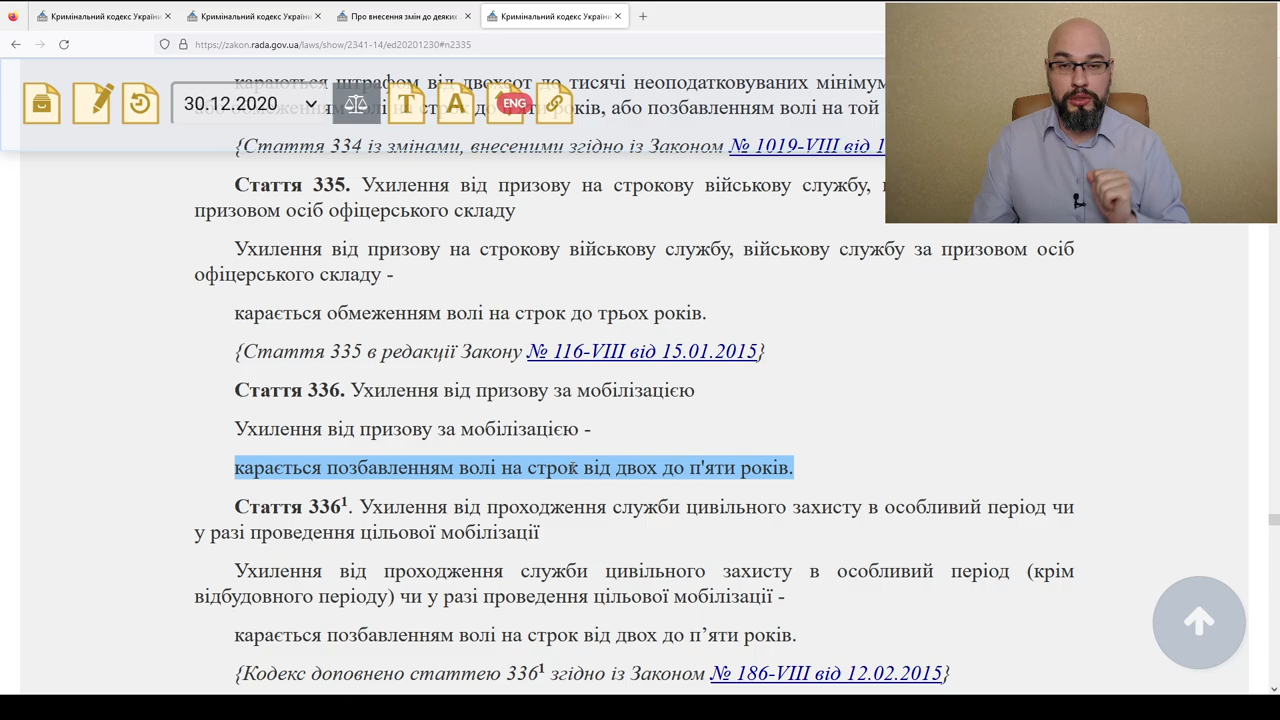 Кримінальний кодекс Україн
Кримінальний кодекс Україн
Про внесення змін до деяких
Кримінальний кодекс Україн
https://zakon.rada.gov.ua/laws/show/2341-14/ed20201230#n2335
караються штрафом від двохсот до тисячі неоподатковуваних мінімум
30.12.2020
T
A
ENG
років, або позбавленням волі на той
{Стаття 334 із змінами, внесеними згідно із Законом № 1019-VIII від 1
Стаття 335. Ухилення від призову на строкову військову службу,
призовом осіб офіцерського складу
Ухилення від призову на строкову військову службу, військову службу за призовом осіб
офіцерського складу -
карається обмеженням волі на строк до трьох років.
{Стаття 335 в редакції Закону № 116-VIII від 15.01.2015}
Стаття 336. Ухилення від призову за мобілізацією
Ухилення від призову за мобілізацією -
карається позбавленням волі на строк від двох до п'яти років.
Стаття 336¹. Ухилення від проходження служби цивільного захисту в особливий період чи
у разі проведення цільової мобілізації
Ухилення від проходження служби цивільного захисту в особливий період (крім
відбудовного періоду) чи у разі проведення цільової мобілізації -
карається позбавленням волі на строк від двох до п’яти років.
{Кодекс доповнено статтею 336¹ згідно із Законом № 186-VIII від 12.02.2015}